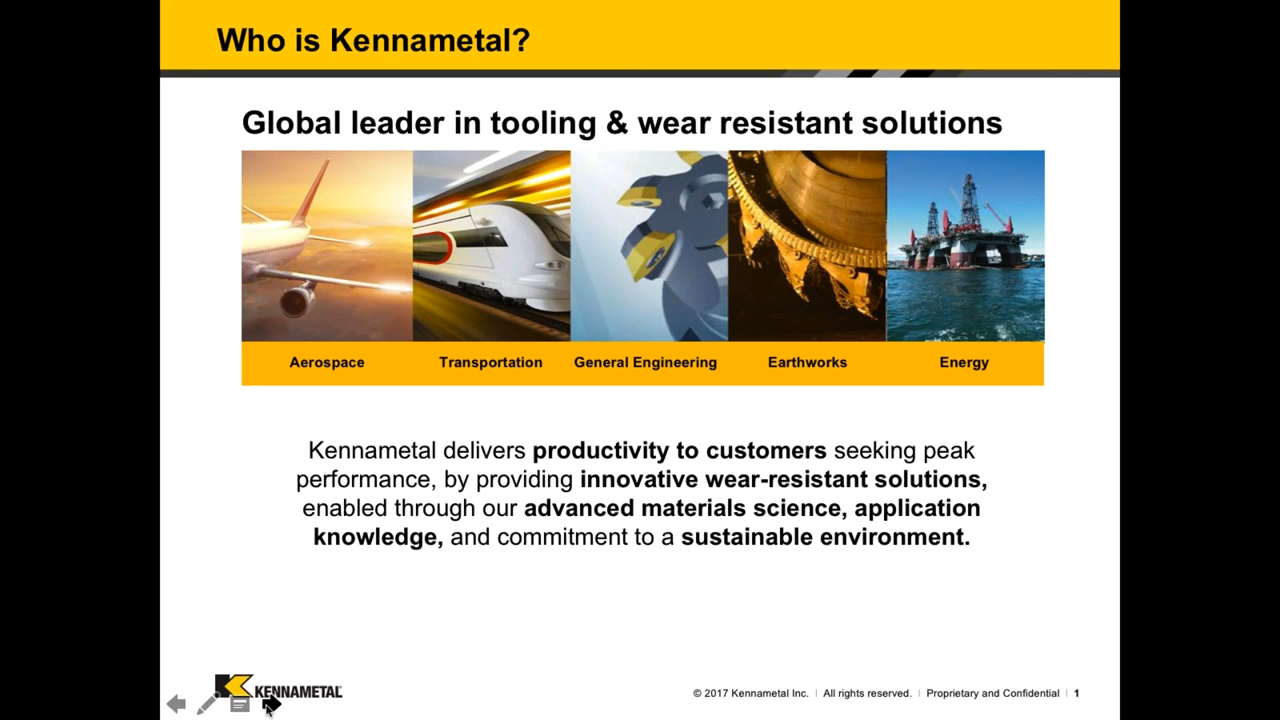 Who is Kennametal?
Global leader in tooling & wear resistant solutions
Aerospace
Transportation
General Engineering
Earthworks
Energy
Kennametal delivers productivity to customers seeking peak
performance, by providing innovative wear-resistant solutions,
enabled through our advanced materials science, application
knowledge, and commitment to a sustainable environment.
KENNAMETAL
© 2017 Kennametal Inc. | All rights reserved. | Proprietary and Confidential | 1